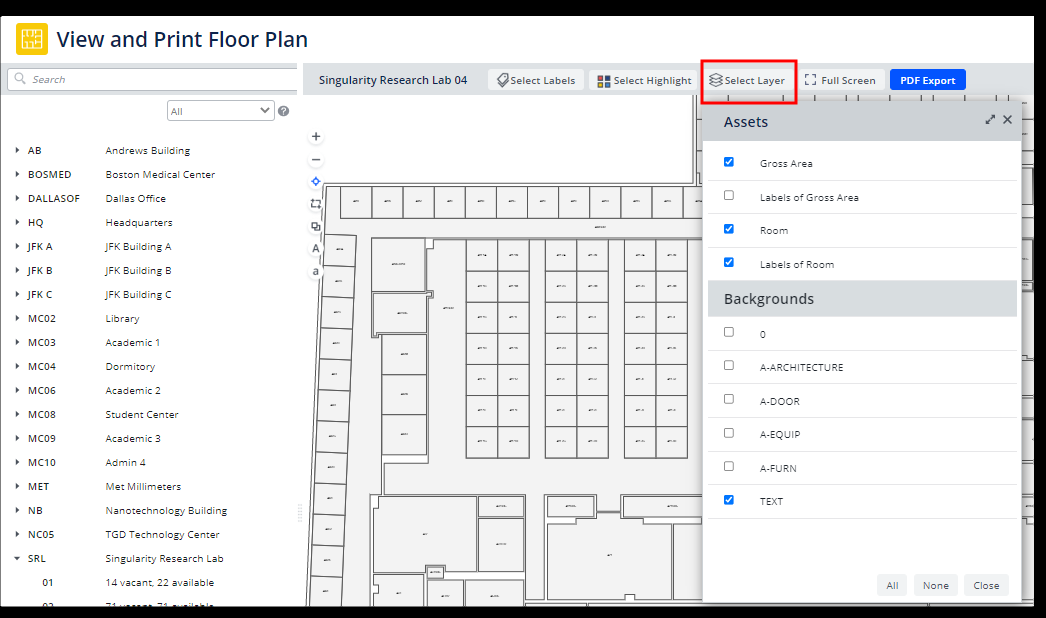 View and Print Floor Plan
Search
Singularity Research Lab 04
Select Labels
Select Highlight
Select Layer
Full Screen
PDF Export
All
AB Andrews Building
BOSMED Boston Medical Center
DALLASOF Dallas Office
HQ Headquarters
JFK A JFK Building A
JFK B JFK Building B
JFK C JFK Building C
MC02 Library
MC03 Academic 1
MC04 Dormitory
MC06 Academic 2
MC08 Student Center
MC09 Academic 3
MC10 Admin 4
MET Met Millimeters
NB Nanotechnology Building
NC05 TGD Technology Center
SRL Singularity Research Lab
01 14 vacant, 22 available
02 71 vacant, 71 available
A
a
Assets
Gross Area
Labels of Gross Area
Room
Labels of Room
Backgrounds
0
A-ARCHITECTURE
A-DOOR
A-EQUIP
A-FURN
TEXT
All
None
Close